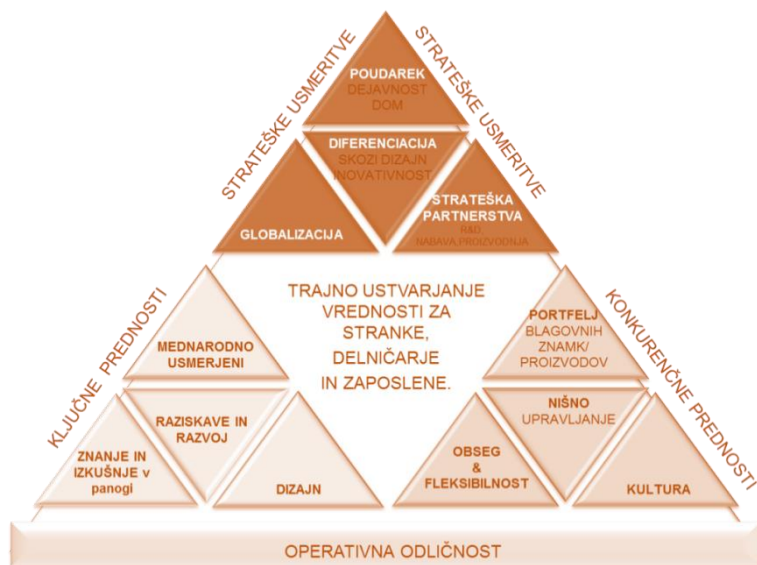 STRATEŠKE USMERITVE
STRATEŠKE USMERITVE
POUDAREK
DEJAVNOST
DOM
DIFERENCIACIJA
SKOZI DIZAJN
INOVATIVNOST
GLOBALIZACIJA
STRATEŠKA
PARTNERSTVA
R&D,
NABAVA,PROIZVODNJA
TRAJNO USTVARJANJE
VREDNOSTI ZA
STRANKE,
DELNIČARJE
IN ZAPOSLENE.
KLJUČNE PREDNOSTI
MEDNARODNO
USMERJENI
RAZISKAVE IN
RAZVOJ
ZNANJE IN
IZKUŠNJE v
panogi
DIZAJN
KONKURENČNE PREDNOSTI
PORTFELJ
BLAGOVNIH
ZNAMK/
PROIZVODOV
NIŠNO
UPRAVLJANJE
OBSEG
&
FLEKSIBILNOST
KULTURA
OPERATIVNA ODLIČNOST